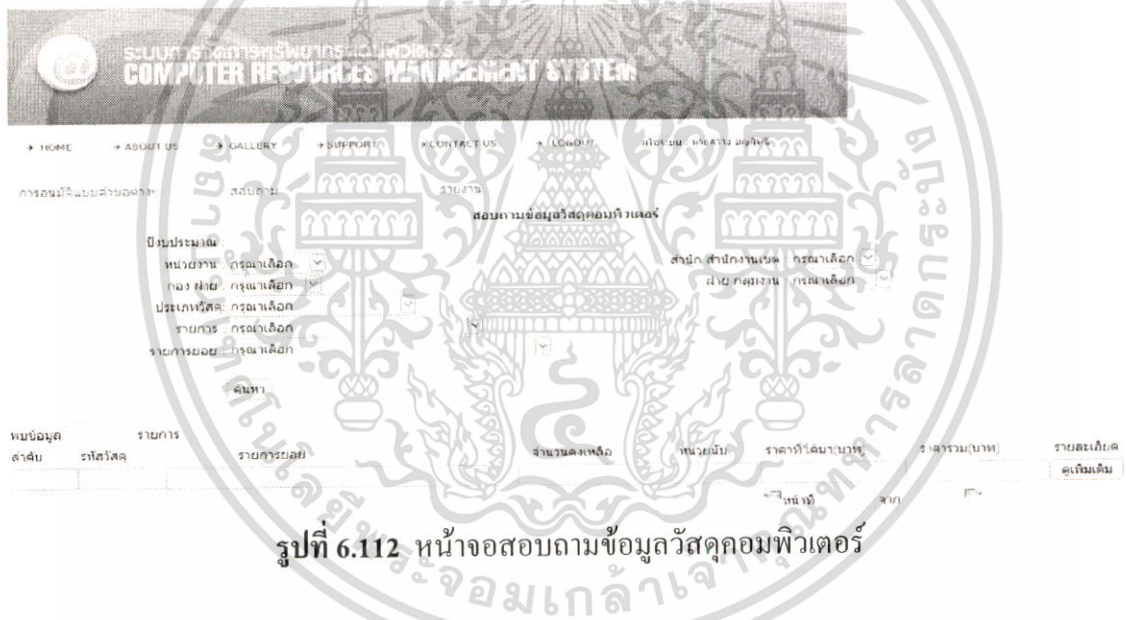 ระบบการจัดการทรัพยากรคอมพิวเตอร์
COMPUTER RESOURCES MANAGEMENT SYSTEM
HOME ABOUT US GALLERY SUPPORT CONTACT US LOGOUT
สอบถาม รายงาน
สอบถามข้อมูลวัสดุคอมพิวเตอร์
ปีงบประมาณ :
หน่วยงาน : กรุณาเลือก สำนัก สำนักงานเขต : กรุณาเลือก
กอง ฝ่าย : กรุณาเลือก ฝ่าย กลุ่มงาน : กรุณาเลือก
ประเภทวัสดุ : กรุณาเลือก
รายการ : กรุณาเลือก
รายการย่อย : กรุณาเลือก
ค้นหา
พบข้อมูล รายการ
ลำดับ รหัสวัสดุ รายการย่อย จำนวนคงเหลือ หน่วยนับ ราคาที่ได้มา(บาท) ราคารวม(บาท) รายละเอียด
ดูเพิ่มเติม
หน้าที่ จาก
รูปที่ 6.112 หน้าจอสอบถามข้อมูลวัสดุคอมพิวเตอร์